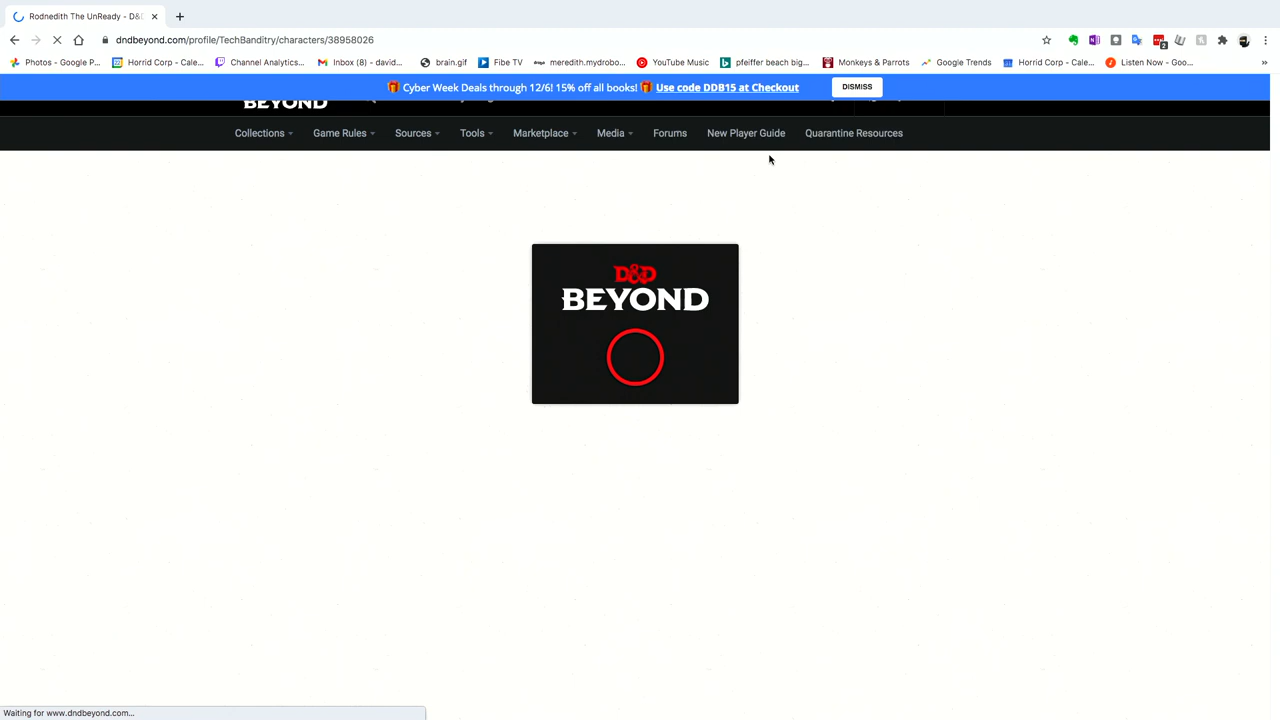 Rodnedith The UnReady - D&D
dndbeyond.com/profile/TechBanditry/characters/38958026
Photos - Google P... Horrid Corp - Cale... Channel Analytics... Inbox (8) - david... brain.gif Fibe TV meredith.mydrobo... YouTube Music pfeiffer beach big... Monkeys & Parrots Google Trends Horrid Corp - Cale... Listen Now - Goo... »
Cyber Week Deals through 12/6! 15% off all books! Use code DDB15 at Checkout DISMISS
BEYOND
Collections Game Rules Sources Tools Marketplace Media Forums New Player Guide Quarantine Resources
D&D
BEYOND
Waiting for www.dndbeyond.com...